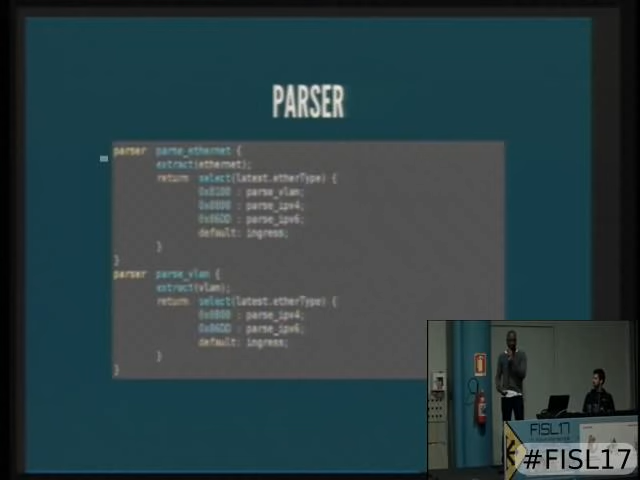 PARSER
parser parse_ethernet {
extract(ethernet);
return select(latest.etherType) {
0x8100 : parse_vlan;
0x0800 : parse_ipv4;
0x86DD : parse_ipv6;
default: ingress;
}
}
parser parse_vlan {
extract(vlan);
return select(latest.etherType) {
0x0800 : parse_ipv4;
0x86DD : parse_ipv6;
default: ingress;
}
}
FISL17
#FISL17